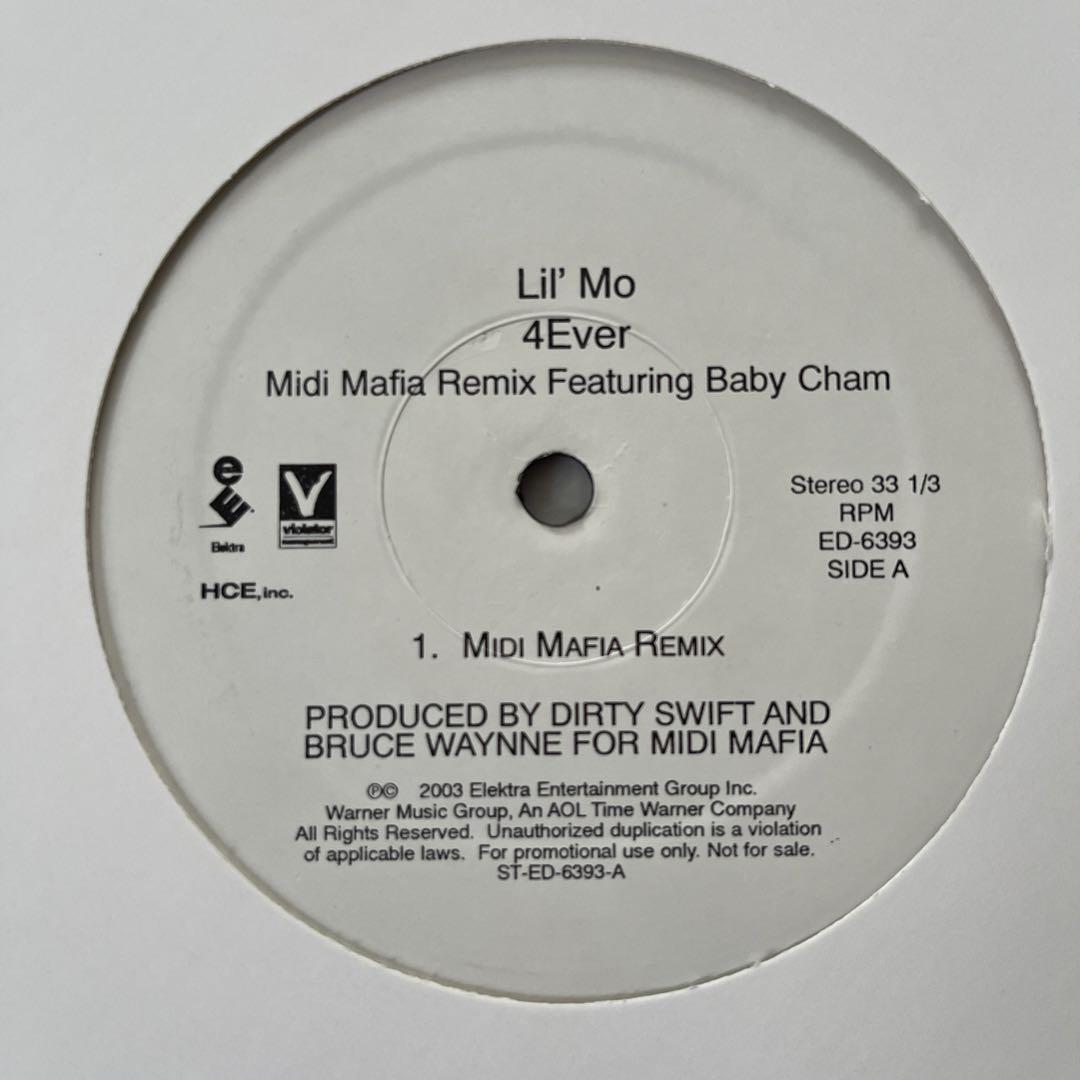 Lil' Mo
4Ever
Midi Mafia Remix Featuring Baby Cham
e
E
Elektra
V
violator
management
HCE, inc.
Stereo 33 1/3
RPM
ED-6393
SIDE A
1. MIDI MAFIA REMIX
PRODUCED BY DIRTY SWIFT AND
BRUCE WAYNNE FOR MIDI MAFIA
℗© 2003 Elektra Entertainment Group Inc.
Warner Music Group, An AOL Time Warner Company
All Rights Reserved. Unauthorized duplication is a violation
of applicable laws. For promotional use only. Not for sale.
ST-ED-6393-A